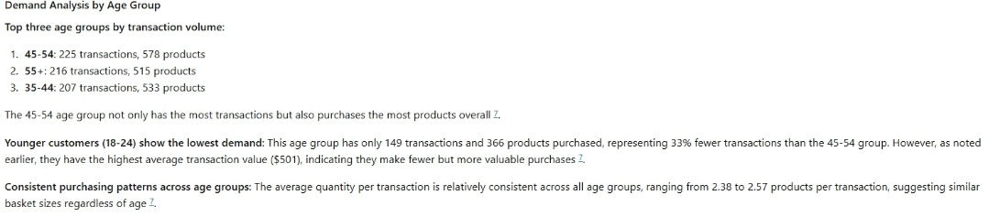 Demand Analysis by Age Group
Top three age groups by transaction volume:
1. 45-54: 225 transactions, 578 products
2. 55+: 216 transactions, 515 products
3. 35-44: 207 transactions, 533 products
The 45-54 age group not only has the most transactions but also purchases the most products overall 7.
Younger customers (18-24) show the lowest demand: This age group has only 149 transactions and 366 products purchased, representing 33% fewer transactions than the 45-54 group. However, as noted
earlier, they have the highest average transaction value ($501), indicating they make fewer but more valuable purchases 7.
Consistent purchasing patterns across age groups: The average quantity per transaction is relatively consistent across all age groups, ranging from 2.38 to 2.57 products per transaction, suggesting similar
basket sizes regardless of age 7.